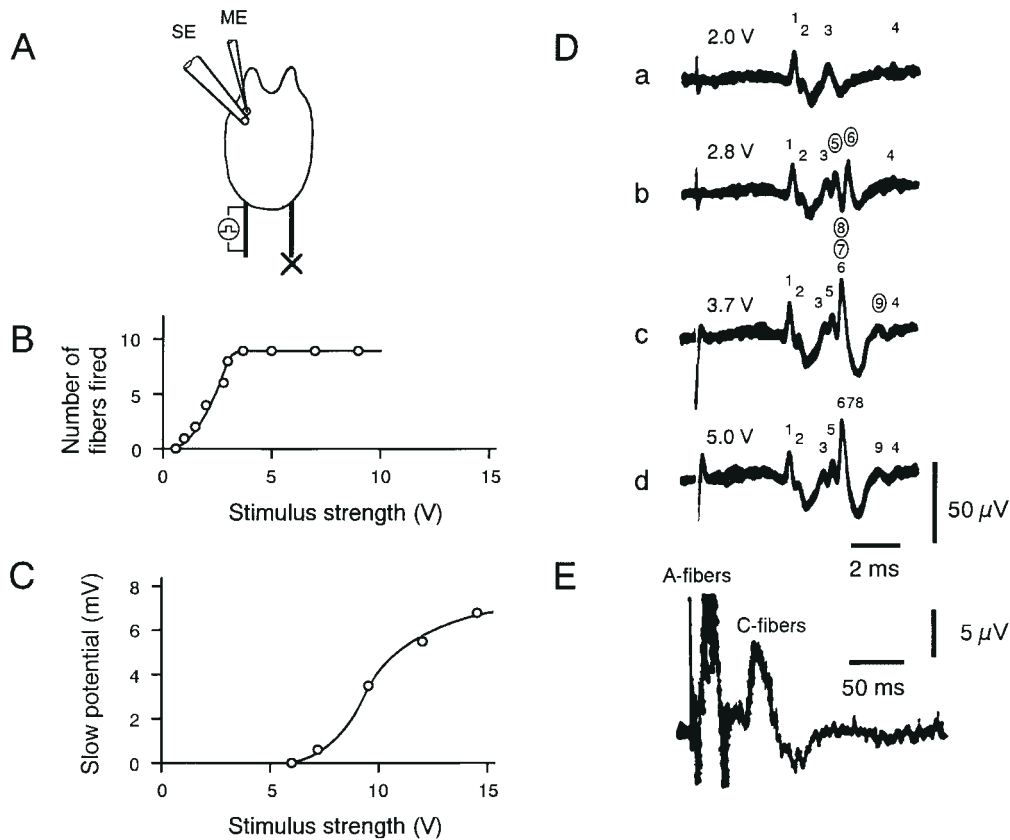 A
SE
ME
B
Number of
fibers fired
10
5
0
0
5
10
15
Stimulus strength (V)
C
Slow potential (mV)
8
6
4
2
0
0
5
10
15
Stimulus strength (V)
D
a
2.0 V
1
2
3
4
b
2.8 V
1
2
3
5
6
4
c
3.7 V
1
2
3
5
8
7
6
9
4
d
5.0 V
1
2
3
5
678
9
4
50 µV
2 ms
E
A-fibers
C-fibers
5 µV
50 ms